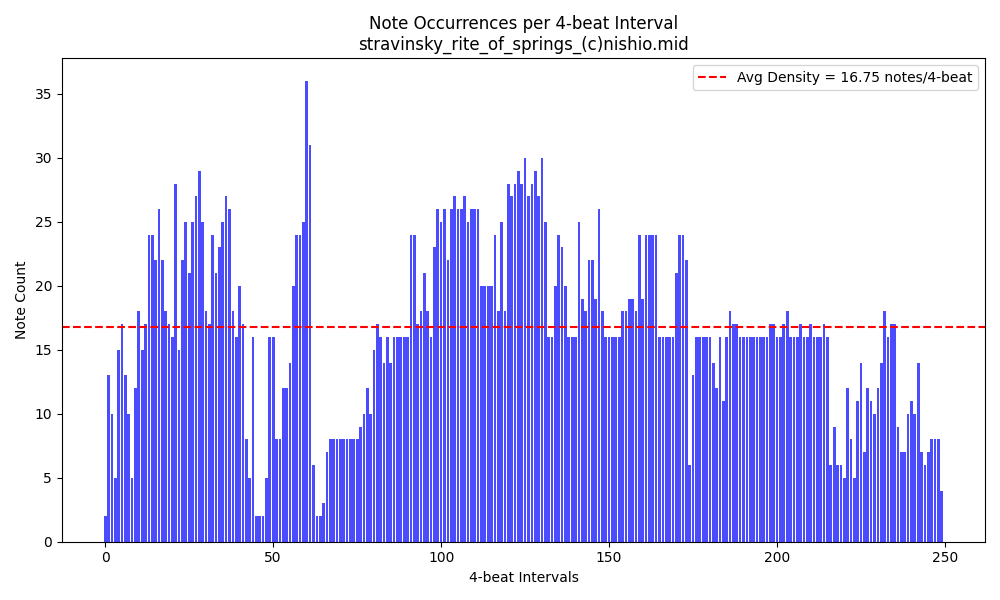 Note Occurrences per 4-beat Interval
stravinsky_rite_of_springs_(c)nishio.mid
Avg Density = 16.75 notes/4-beat
Note Count
35
30
25
20
15
10
5
0
0 50 100 150 200 250
4-beat Intervals